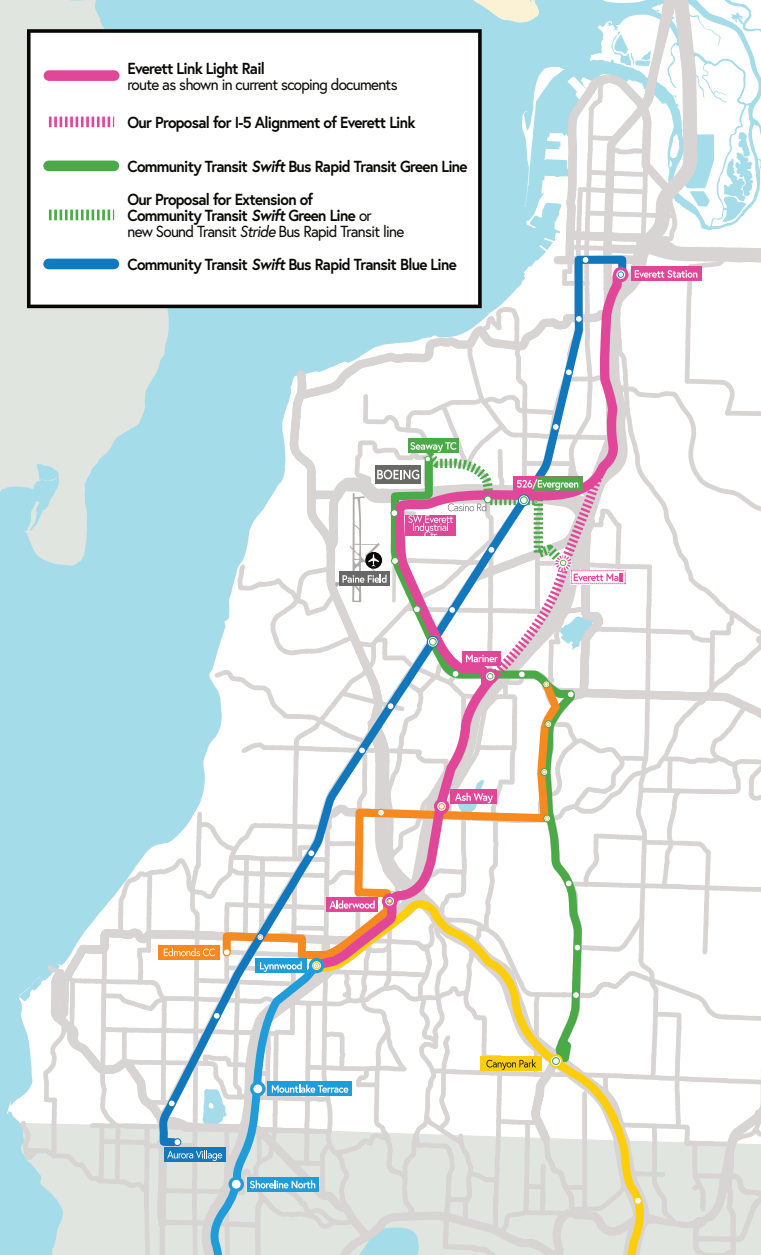 Everett Link Light Rail
route as shown in current scoping documents
Our Proposal for I-5 Alignment of Everett Link
Community Transit Swift Bus Rapid Transit Green Line
Our Proposal for Extension of
Community Transit Swift Green Line or
new Sound Transit Stride Bus Rapid Transit line
Community Transit Swift Bus Rapid Transit Blue Line
Everett Station
Seaway TC
BOEING
526/Evergreen
Casino Rd
SW Everett
Industrial
Ctr
Paine Field
Everett Mall
Mariner
Ash Way
Alderwood
Edmonds CC
Lynnwood
Canyon Park
Mountlake Terrace
Aurora Village
Shoreline North